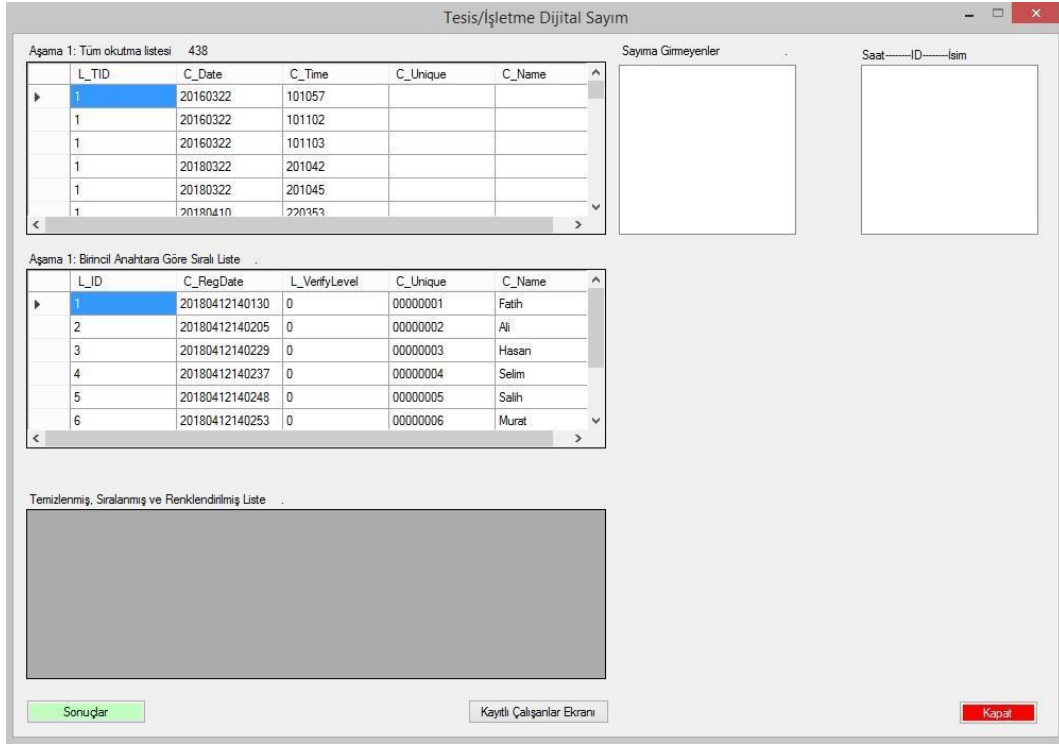 Tesis/İşletme Dijital Sayım
Aşama 1: Tüm okutma listesi 438
L_TID C_Date C_Time C_Unique C_Name
1 20160322 101057
1 20160322 101102
1 20160322 101103
1 20180322 201042
1 20180322 201045
1 20180410 220353
Sayıma Girmeyenler .
Saat--------ID--------İsim
Aşama 1: Birincil Anahtara Göre Sıralı Liste .
L_ID C_RegDate L_VerifyLevel C_Unique C_Name
1 20180412140130 0 00000001 Fatih
2 20180412140205 0 00000002 Ali
3 20180412140229 0 00000003 Hasan
4 20180412140237 0 00000004 Selim
5 20180412140248 0 00000005 Salih
6 20180412140253 0 00000006 Murat
Temizlenmiş, Sıralanmış ve Renklendirilmiş Liste .
Sonuçlar
Kayıtlı Çalışanlar Ekranı
Kapat